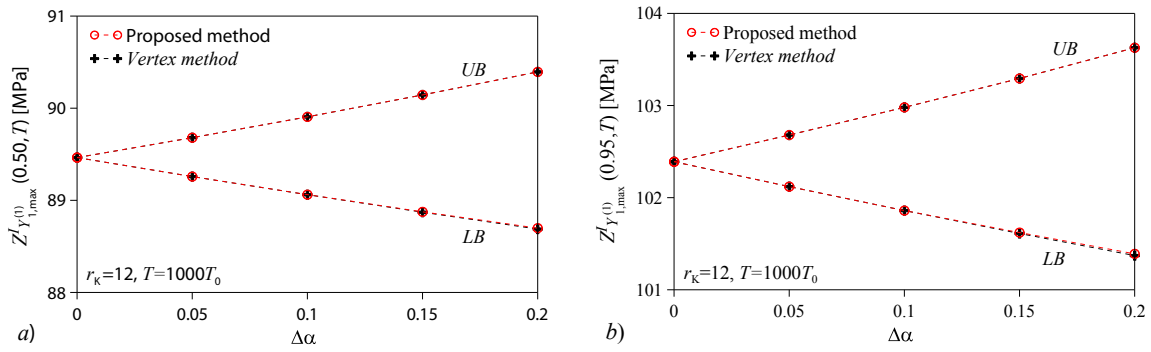 91
90
89
88
Z^I_{Y^{(1)}_{1,max}} (0.50,T) [MPa]
Proposed method
Vertex method
UB
LB
r_K=12, T=1000T_0
0 0.05 0.1 0.15 0.2
Δα
a)
104
103
102
101
Z^I_{Y^{(1)}_{1,max}} (0.95,T) [MPa]
Proposed method
Vertex method
UB
LB
r_K=12, T=1000T_0
0 0.05 0.1 0.15 0.2
Δα
b)